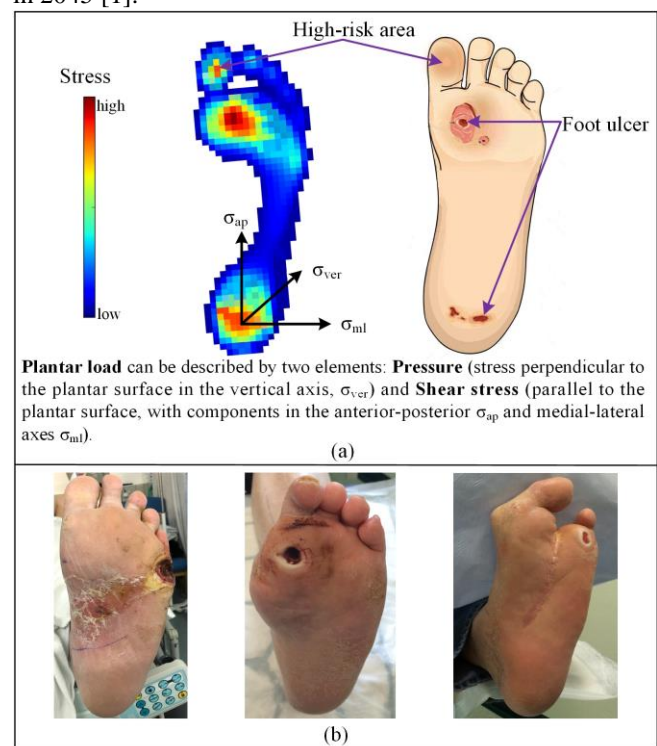 in 2045 [1].
High-risk area
Stress
high
Foot ulcer
σap
σver
σml
low
Plantar load can be described by two elements: Pressure (stress perpendicular to
the plantar surface in the vertical axis, σver) and Shear stress (parallel to the
plantar surface, with components in the anterior-posterior σap and medial-lateral
axes σml).
(a)
(b)